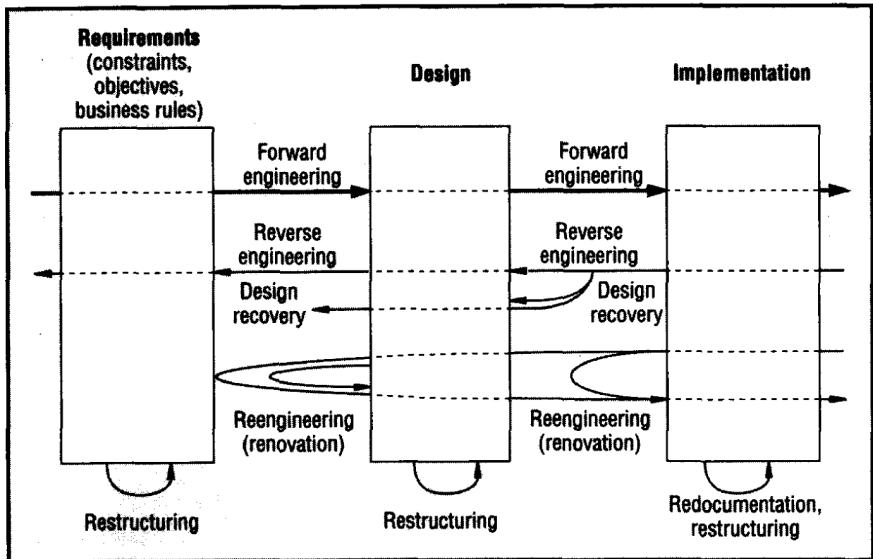 Requirements
(constraints,
objectives,
business rules)
Design
Implementation
Forward
engineering
Forward
engineering
Reverse
engineering
Reverse
engineering
Design
recovery
Design
recovery
Reengineering
(renovation)
Reengineering
(renovation)
Restructuring
Restructuring
Redocumentation,
restructuring